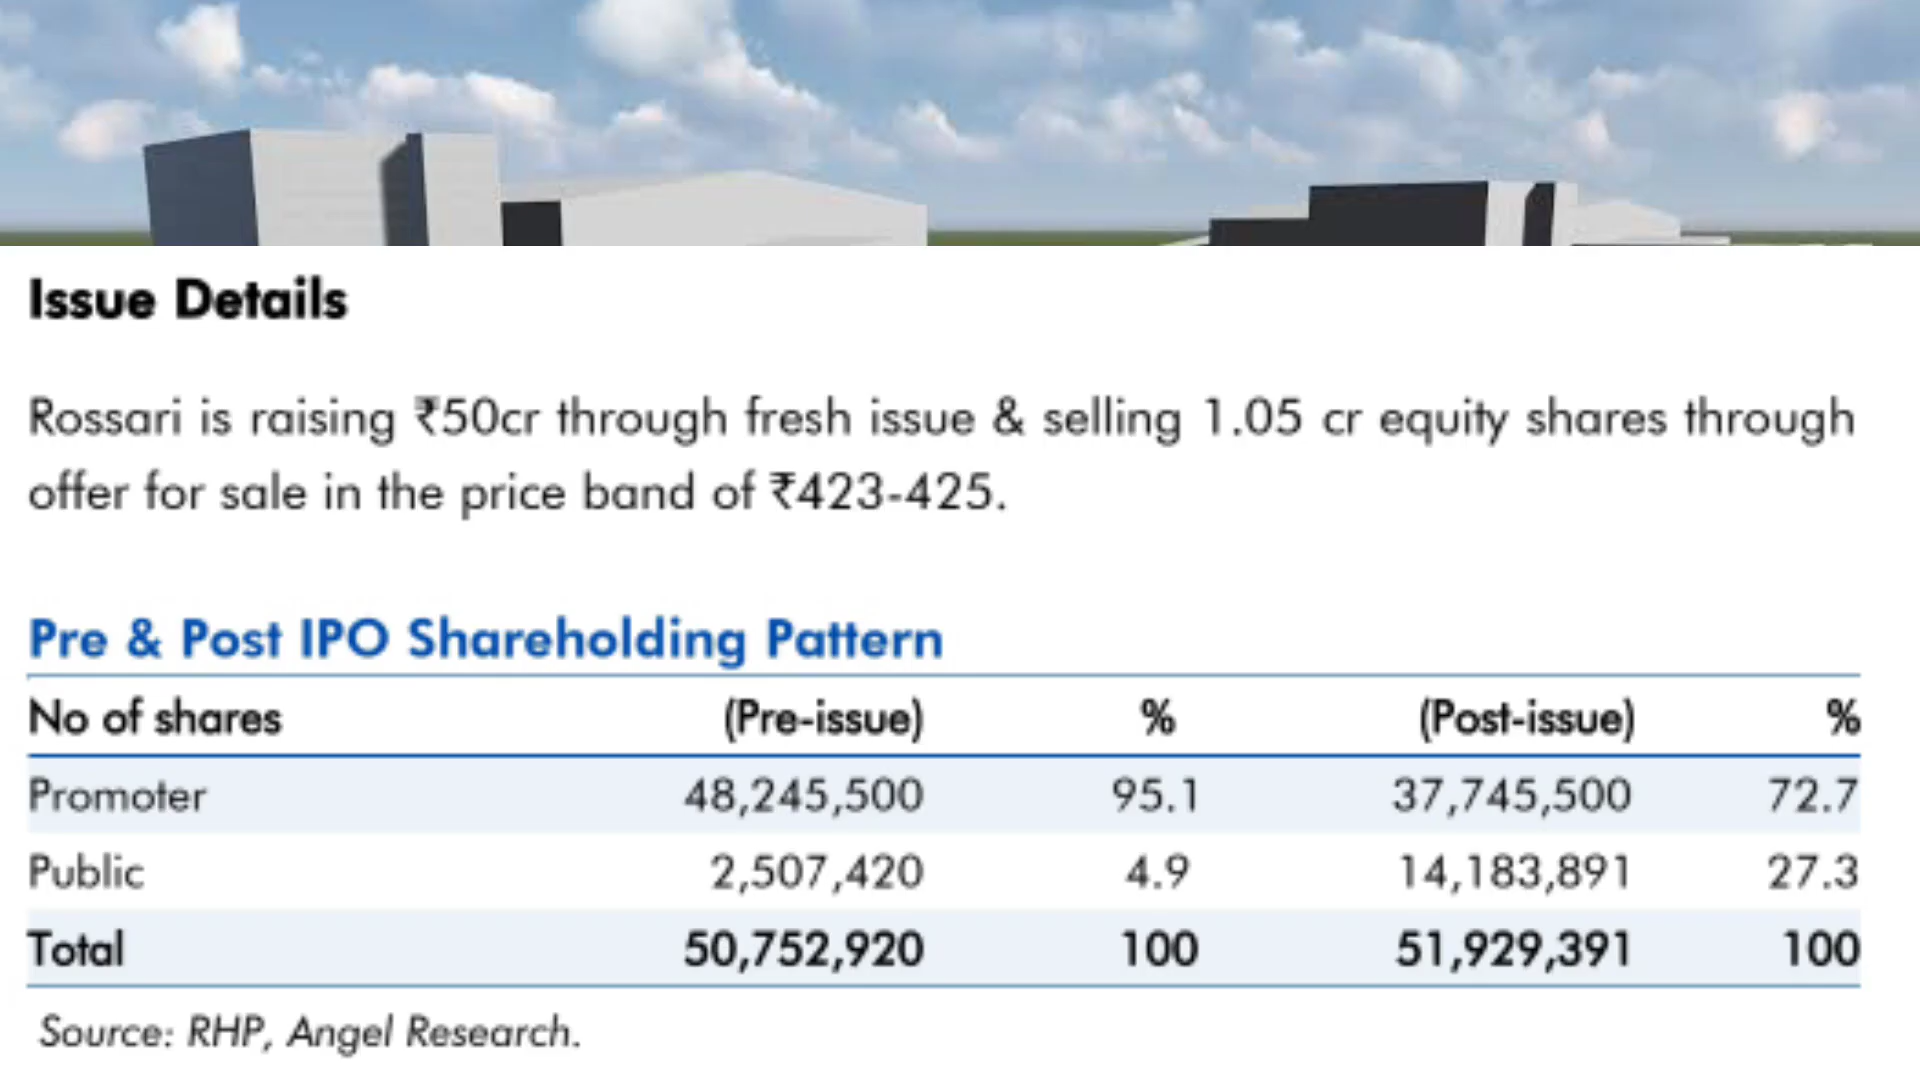 Issue Details
Rossari is raising ₹50cr through fresh issue & selling 1.05 cr equity shares through
offer for sale in the price band of ₹423-425.
Pre & Post IPO Shareholding Pattern
No of shares (Pre-issue) % (Post-issue) %
Promoter 48,245,500 95.1 37,745,500 72.7
Public 2,507,420 4.9 14,183,891 27.3
Total 50,752,920 100 51,929,391 100
Source: RHP, Angel Research.